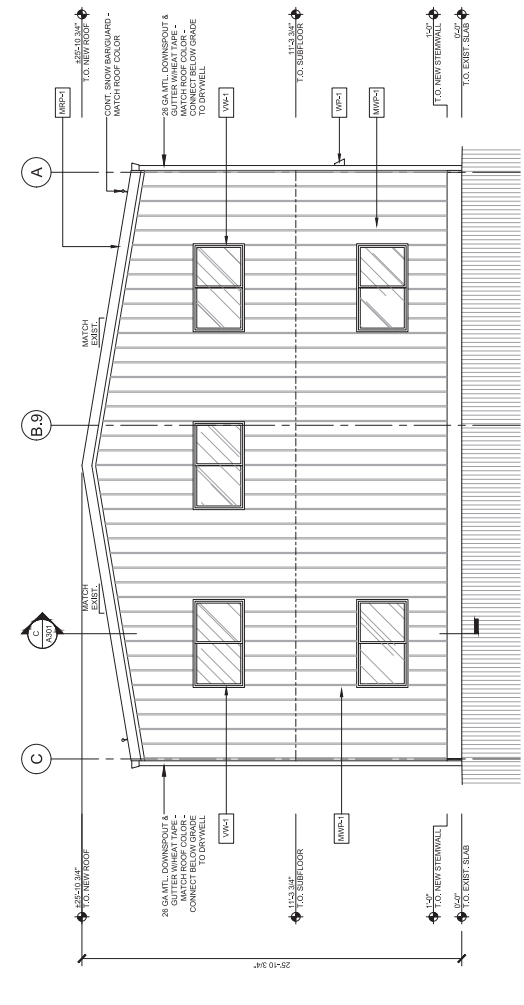 ±25'-10 3/4"
T.O. NEW ROOF
11'-3 3/4"
T.O. SUBFLOOR
1'-0"
T.O. NEW STEMWALL
0'-0"
T.O. EXIST. SLAB
MRP-1
CONT. SNOW BAR/GUARD -
MATCH ROOF COLOR
26 GA MTL. DOWNSPOUT &
GUTTER W/HEAT TAPE -
MATCH ROOF COLOR -
CONNECT BELOW GRADE
TO DRYWELL
VW-1
WP-1
MWP-1
A
MATCH
EXIST.
B.9
MATCH
EXIST.
C
A301
C
26 GA MTL. DOWNSPOUT &
GUTTER W/HEAT TAPE -
MATCH ROOF COLOR -
CONNECT BELOW GRADE
TO DRYWELL
VW-1
MWP-1
±25'-10 3/4"
T.O. NEW ROOF
11'-3 3/4"
T.O. SUBFLOOR
1'-0"
T.O. NEW STEMWALL
0'-0"
T.O. EXIST. SLAB
25'-10 3/4"